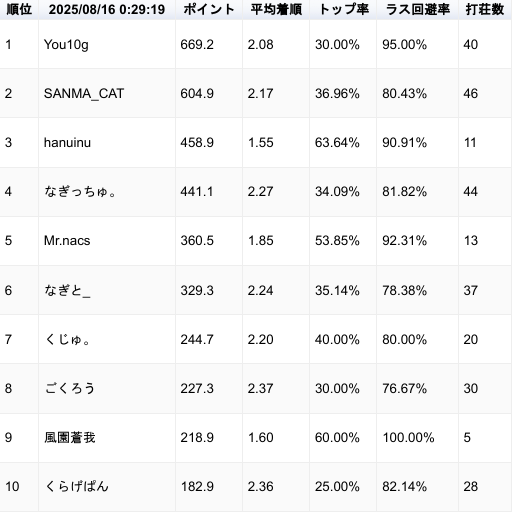 順位 2025/08/16 0:29:19 ポイント 平均着順 トップ率 ラス回避率 打荘数
1 You10g 669.2 2.08 30.00% 95.00% 40
2 SANMA_CAT 604.9 2.17 36.96% 80.43% 46
3 hanuinu 458.9 1.55 63.64% 90.91% 11
4 なぎっちゅ。 441.1 2.27 34.09% 81.82% 44
5 Mr.nacs 360.5 1.85 53.85% 92.31% 13
6 なぎと_ 329.3 2.24 35.14% 78.38% 37
7 くじゅ。 244.7 2.20 40.00% 80.00% 20
8 ごくろう 227.3 2.37 30.00% 76.67% 30
9 風園蒼我 218.9 1.60 60.00% 100.00% 5
10 くらげぱん 182.9 2.36 25.00% 82.14% 28